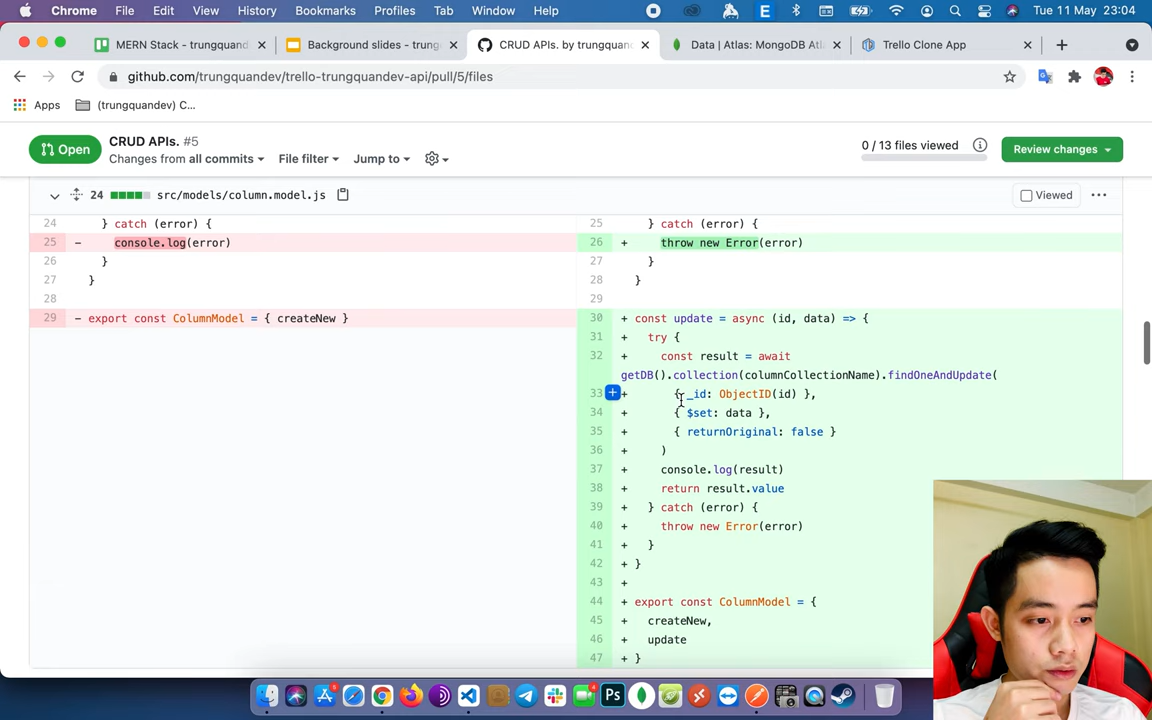 Chrome File Edit View History Bookmarks Profiles Tab Window Help Tue 11 May 23:04
MERN Stack - trungquand Background slides - trung CRUD APIs. by trungquan Data | Atlas: MongoDB Atl Trello Clone App
github.com/trungquandev/trello-trungquandev-api/pull/5/files
Apps (trungquandev) C...
Open
CRUD APIs. #5
Changes from all commits File filter Jump to
0 / 13 files viewed
Review changes
24 src/models/column.model.js Viewed
24 } catch (error) {
25 - console.log(error)
26 }
27 }
28
29 - export const ColumnModel = { createNew }
25 } catch (error) {
26 + throw new Error(error)
27 }
28 }
29
30 + const update = async (id, data) => {
31 + try {
32 + const result = await
getDB().collection(columnCollectionName).findOneAndUpdate(
33 + { _id: ObjectID(id) },
34 + { $set: data },
35 + { returnOriginal: false }
36 + )
37 + console.log(result)
38 + return result.value
39 + } catch (error) {
40 + throw new Error(error)
41 + }
42 + }
43 +
44 + export const ColumnModel = {
45 + createNew,
46 + update
47 + }